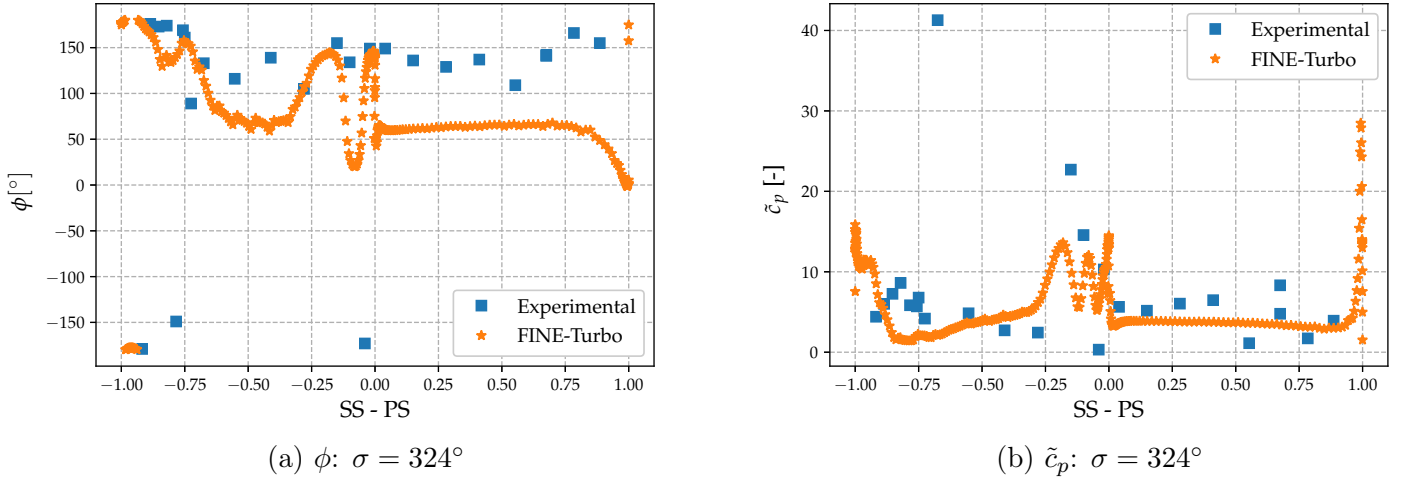 150
100
50
0
−50
−100
−150
ϕ[°]
−1.00 −0.75 −0.50 −0.25 0.00 0.25 0.50 0.75 1.00
SS - PS
Experimental
FINE-Turbo
(a) ϕ: σ = 324°
40
30
20
10
0
c̃ₚ [-]
−1.00 −0.75 −0.50 −0.25 0.00 0.25 0.50 0.75 1.00
SS - PS
Experimental
FINE-Turbo
(b) c̃ₚ: σ = 324°